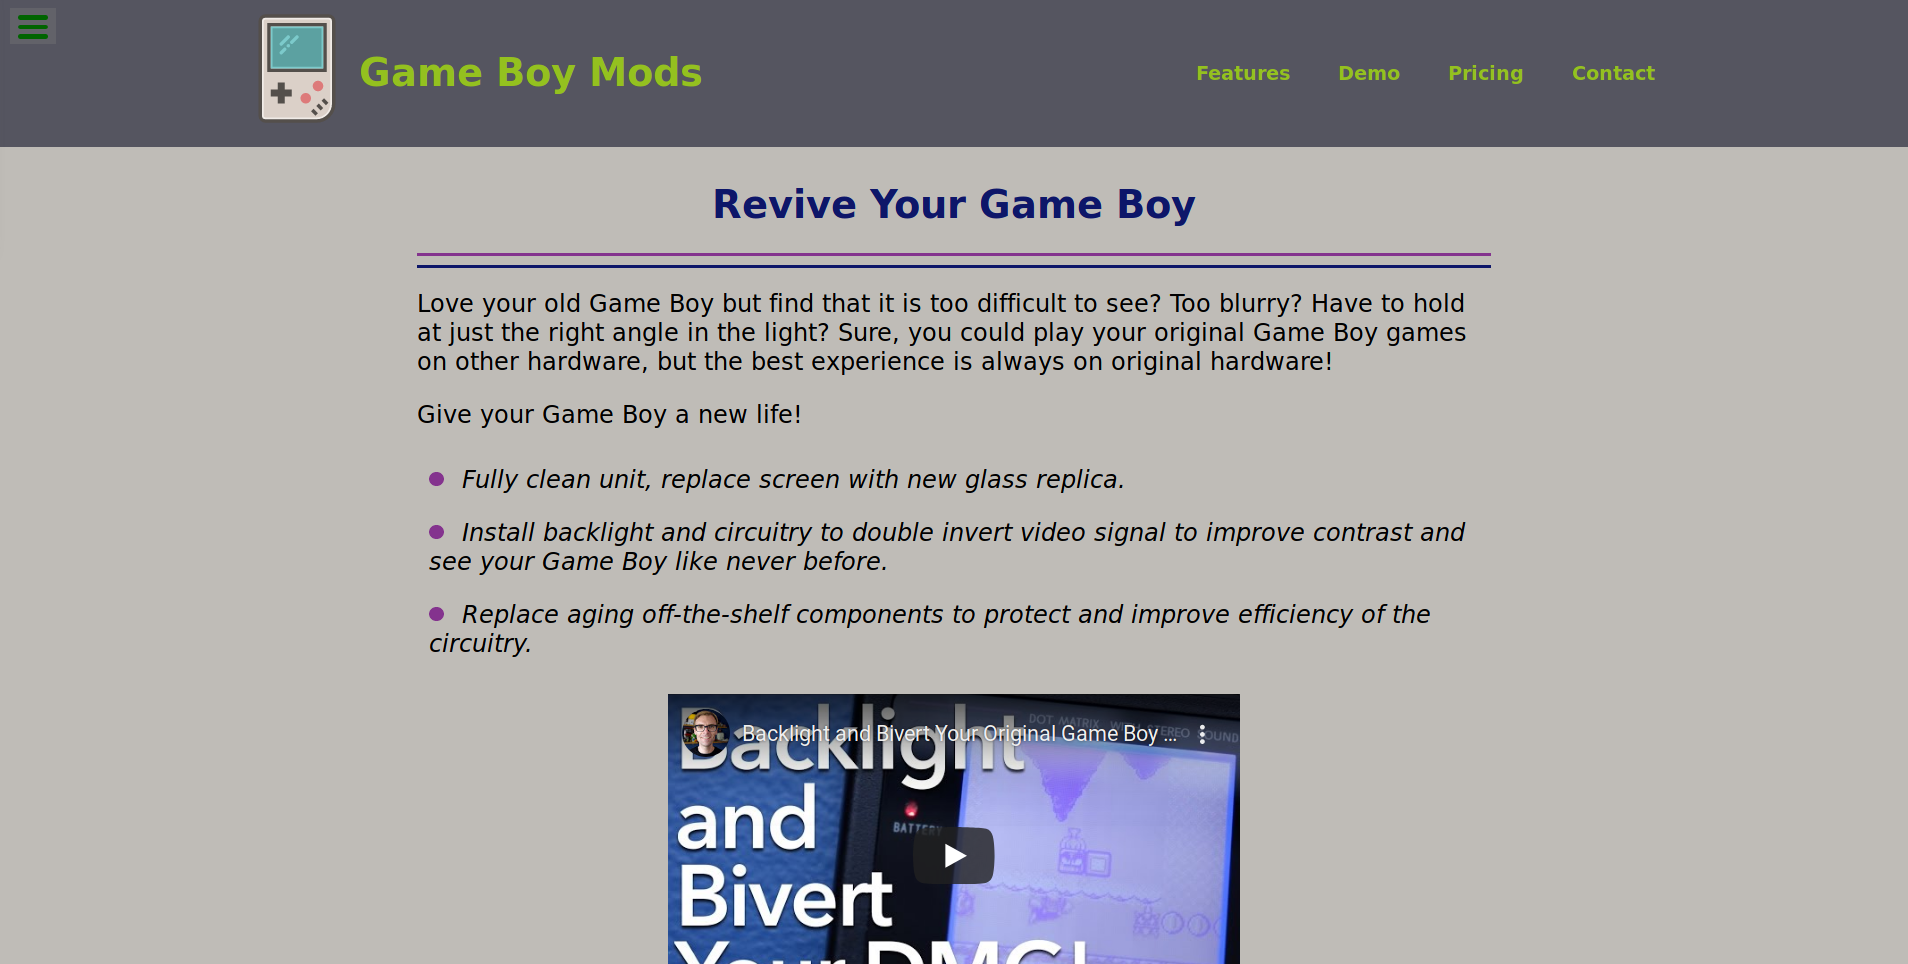 Game Boy Mods
Features
Demo
Pricing
Contact
Revive Your Game Boy
Love your old Game Boy but find that it is too difficult to see? Too blurry? Have to hold
at just the right angle in the light? Sure, you could play your original Game Boy games
on other hardware, but the best experience is always on original hardware!
Give your Game Boy a new life!
Fully clean unit, replace screen with new glass replica.
Install backlight and circuitry to double invert video signal to improve contrast and
see your Game Boy like never before.
Replace aging off-the-shelf components to protect and improve efficiency of the
circuitry.
Backlight and Bivert Your Original Game Boy ...
DOT MATRIX WITH STEREO SOUND
Backlight
and
Bivert
Your DMG!
BATTERY